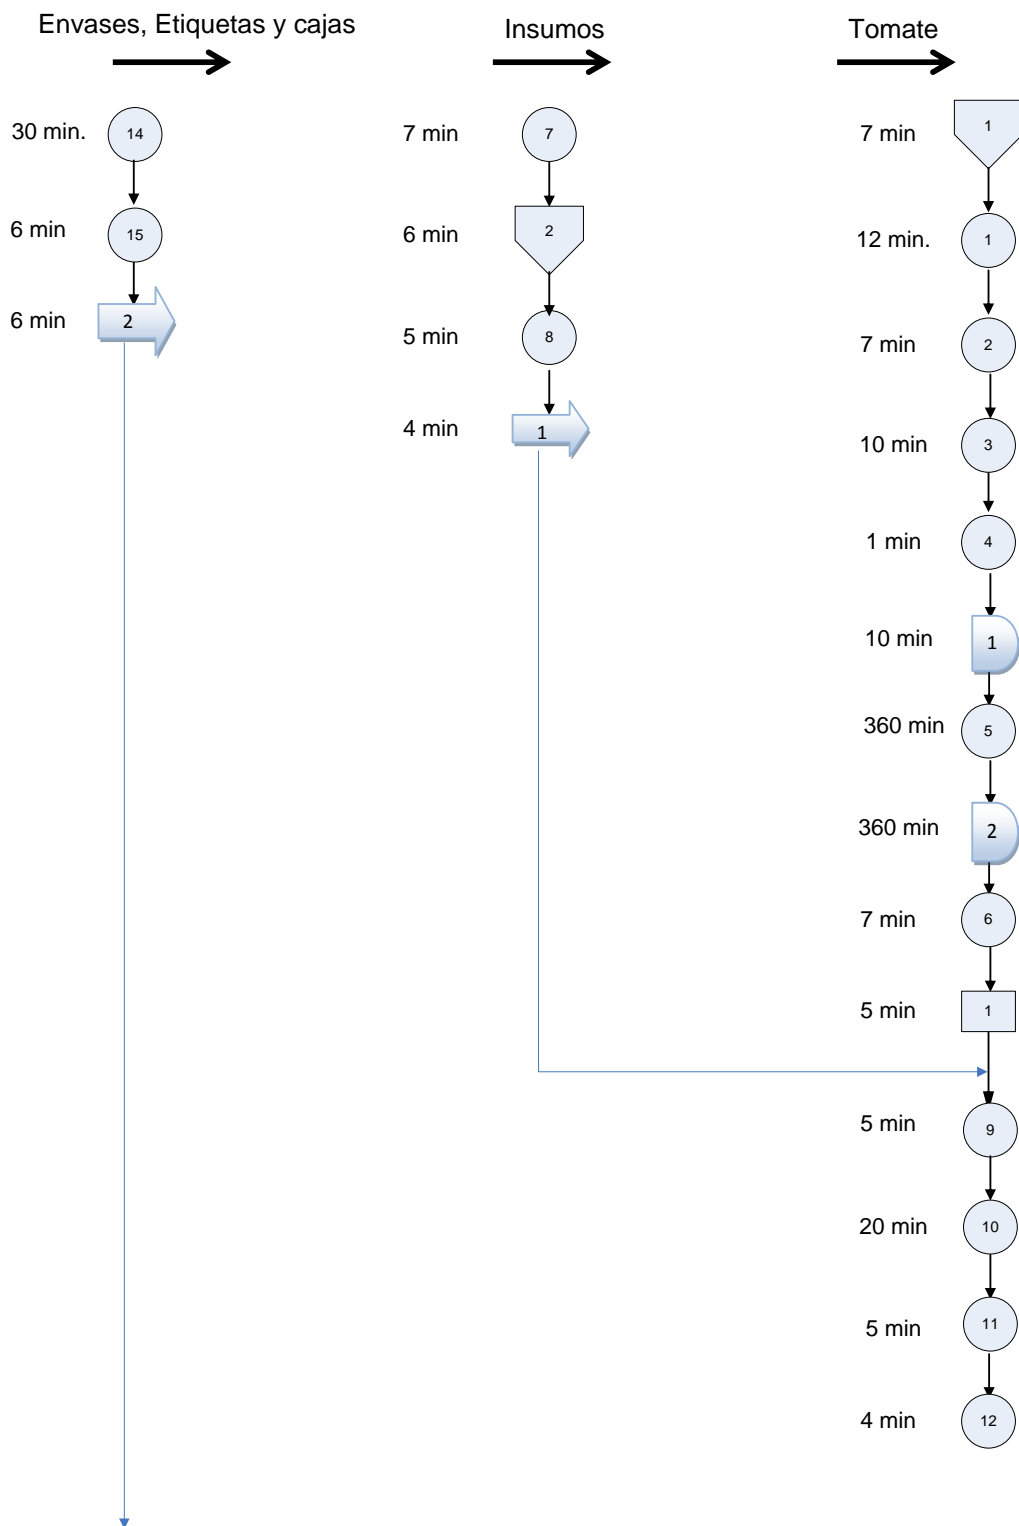 Envases, Etiquetas y cajas
Insumos
Tomate
30 min.
14
7 min
7
7 min
1
6 min
15
6 min
2
12 min.
1
6 min
2
5 min
8
7 min
2
4 min
1
10 min
3
1 min
4
10 min
1
360 min
5
360 min
2
7 min
6
5 min
1
5 min
9
20 min
10
5 min
11
4 min
12